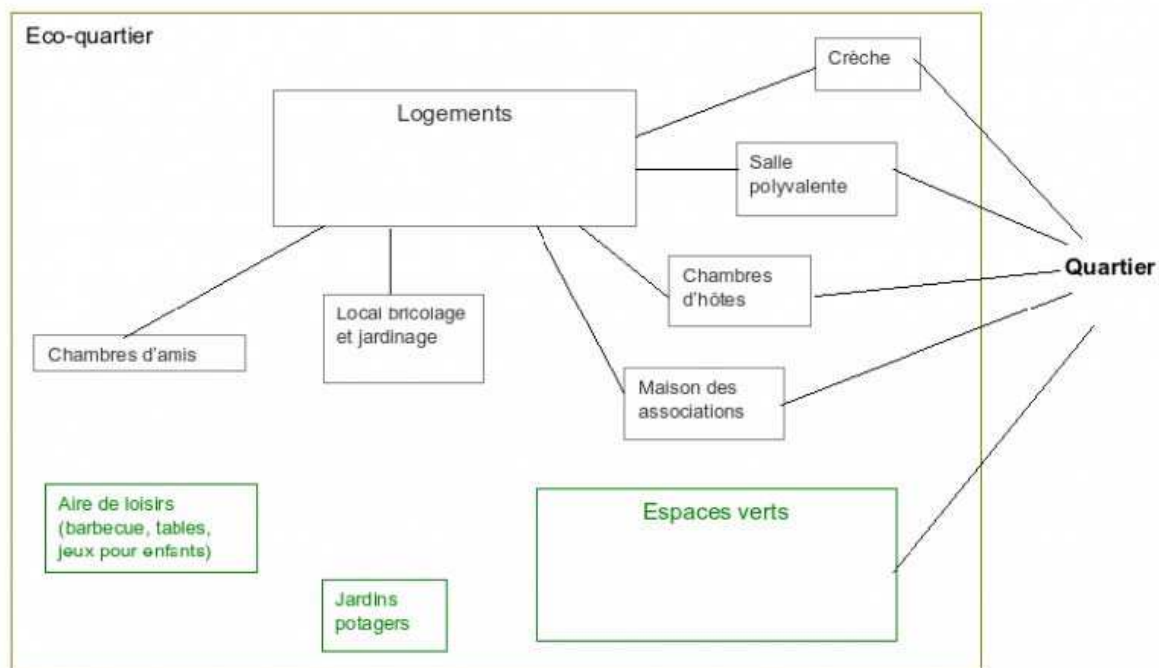 Eco-quartier
Crèche
Logements
Salle
polyvalente
Quartier
Chambres
d'hôtes
Local bricolage
et jardinage
Chambres d'amis
Maison des
associations
Aire de loisirs
(barbecue, tables,
jeux pour enfants)
Espaces verts
Jardins
potagers